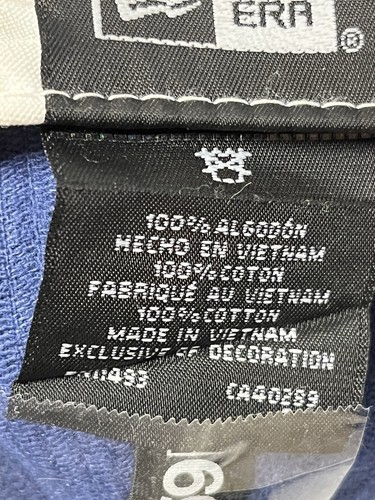 ERA
®
100% ALGODÓN
HECHO EN VIETNAM
100% COTON
FABRIQUÉ AU VIETNAM
100% COTTON
MADE IN VIETNAM
EXCLUSIVE OF DECORATION
CA40259